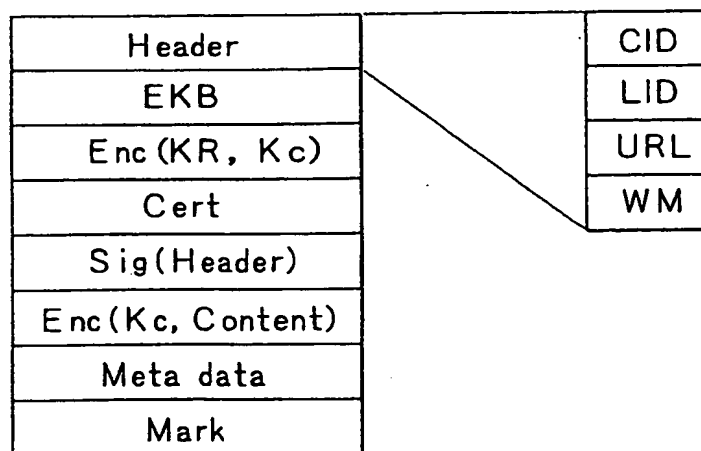 Header
EKB
Enc(KR, Kc)
Cert
Sig(Header)
Enc(Kc, Content)
Meta data
Mark
CID
LID
URL
WM